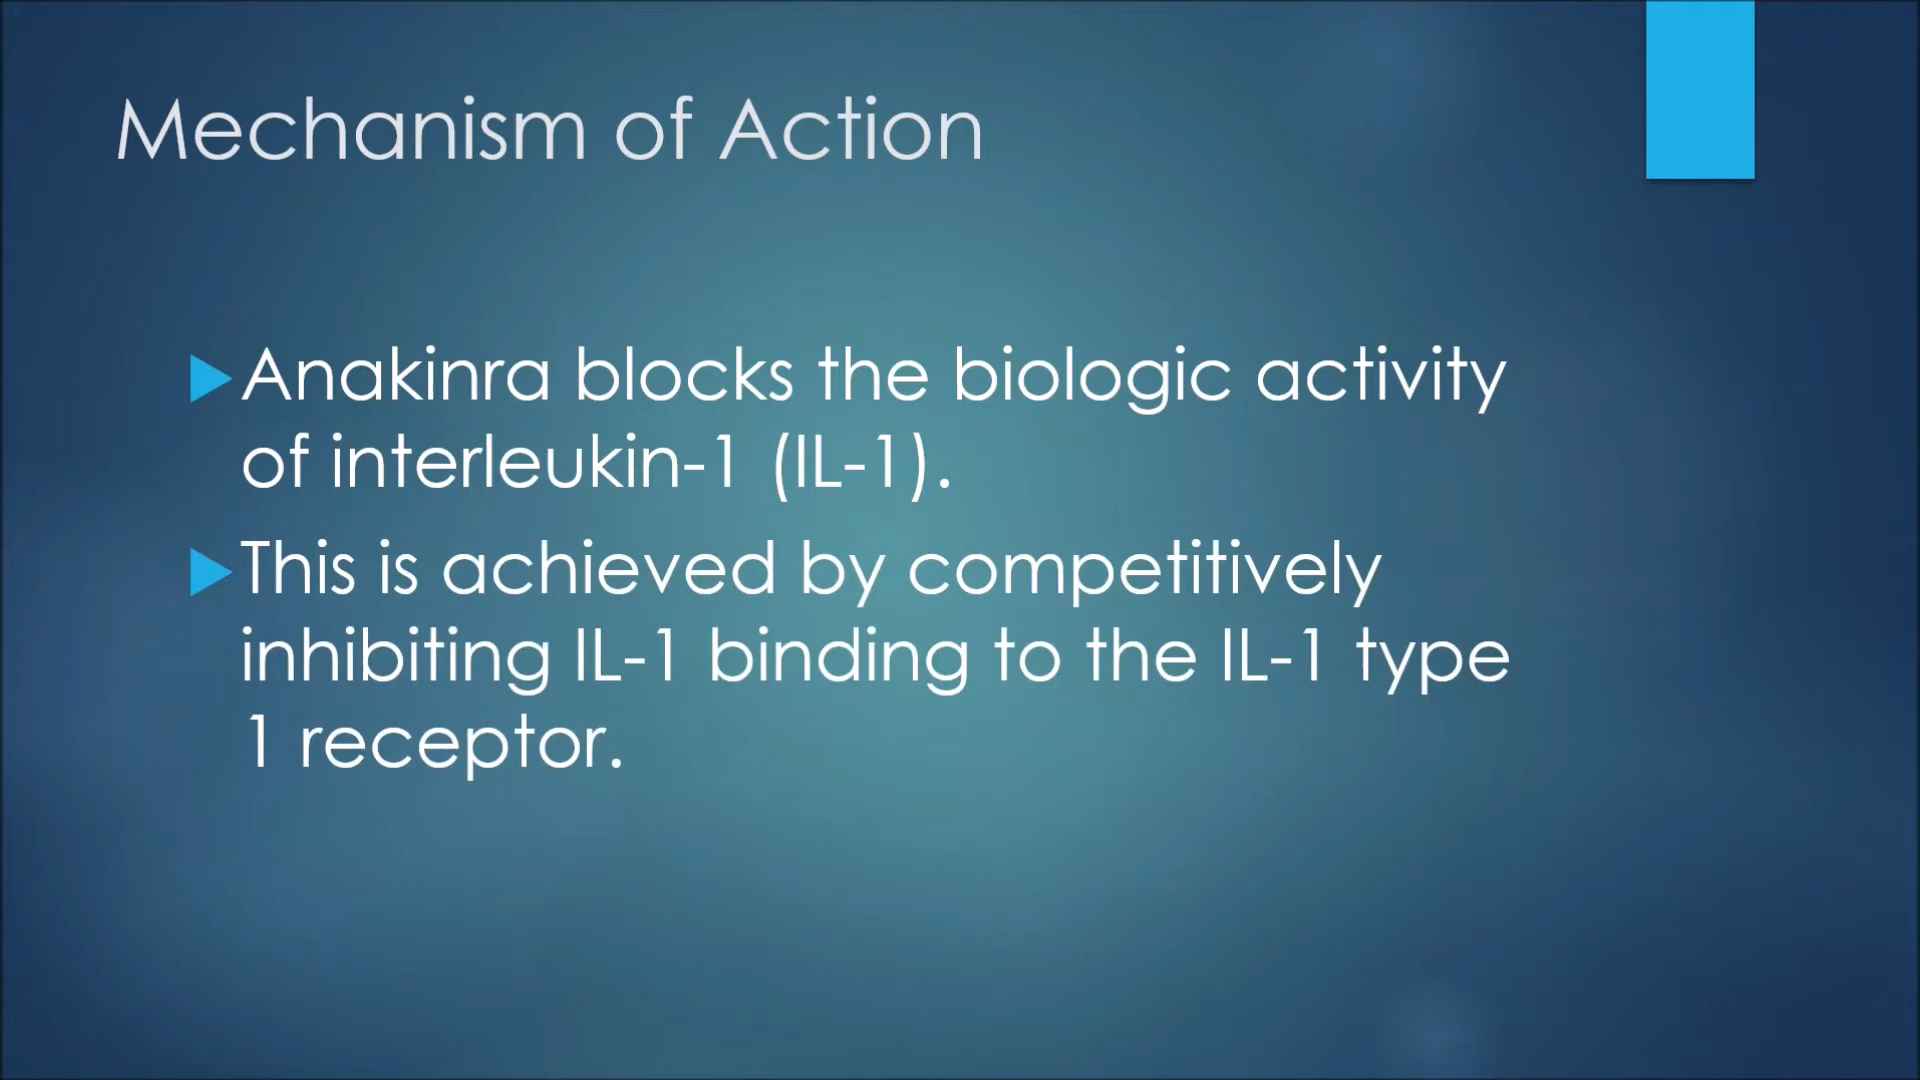 Mechanism of Action
Anakinra blocks the biologic activity
of interleukin-1 (IL-1).
This is achieved by competitively
inhibiting IL-1 binding to the IL-1 type
1 receptor.